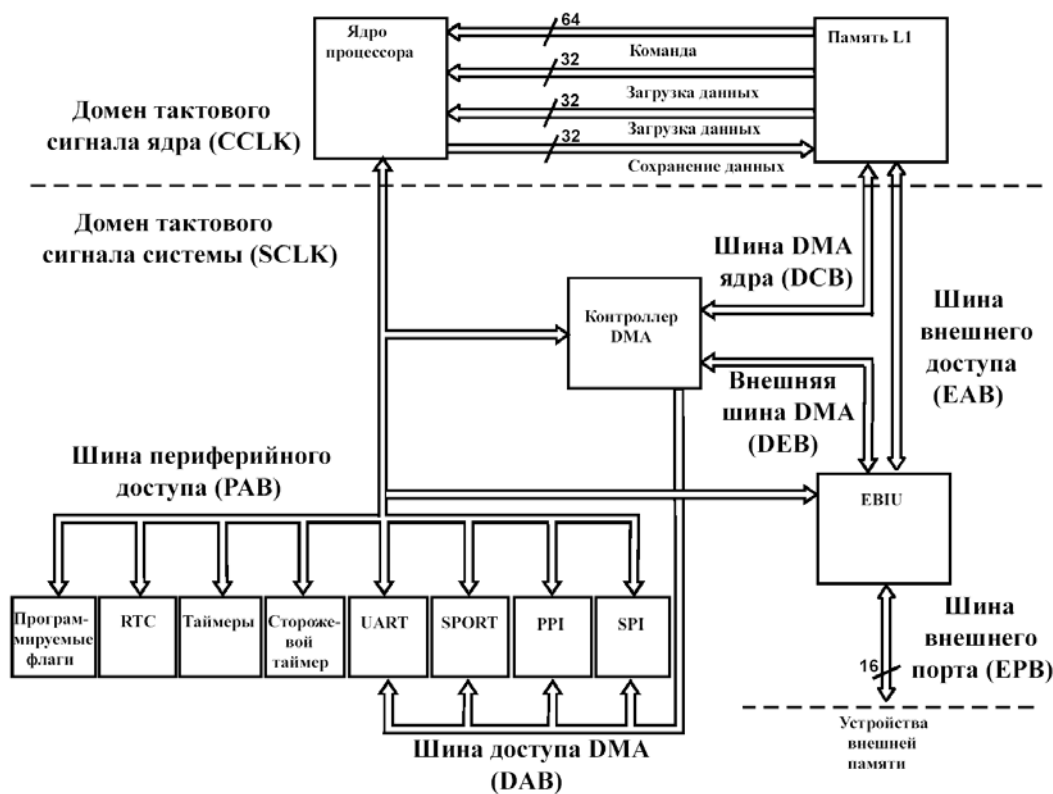 Ядро
процессора
64
Команда
32
Загрузка данных
32
Загрузка данных
32
Сохранение данных
Память L1
Домен тактового
сигнала ядра (CCLK)
Домен тактового
сигнала системы (SCLK)
Шина DMA
ядра (DCB)
Контроллер
DMA
Шина
внешнего
доступа
(EAB)
Внешняя
шина DMA
(DEB)
Шина периферийного
доступа (PAB)
EBIU
Програм-
мируемые
флаги
RTC
Таймеры
Стороже-
вой
таймер
UART
SPORT
PPI
SPI
Шина
внешнего
порта (EPB)
16
Шина доступа DMA
(DAB)
Устройства
внешней
памяти